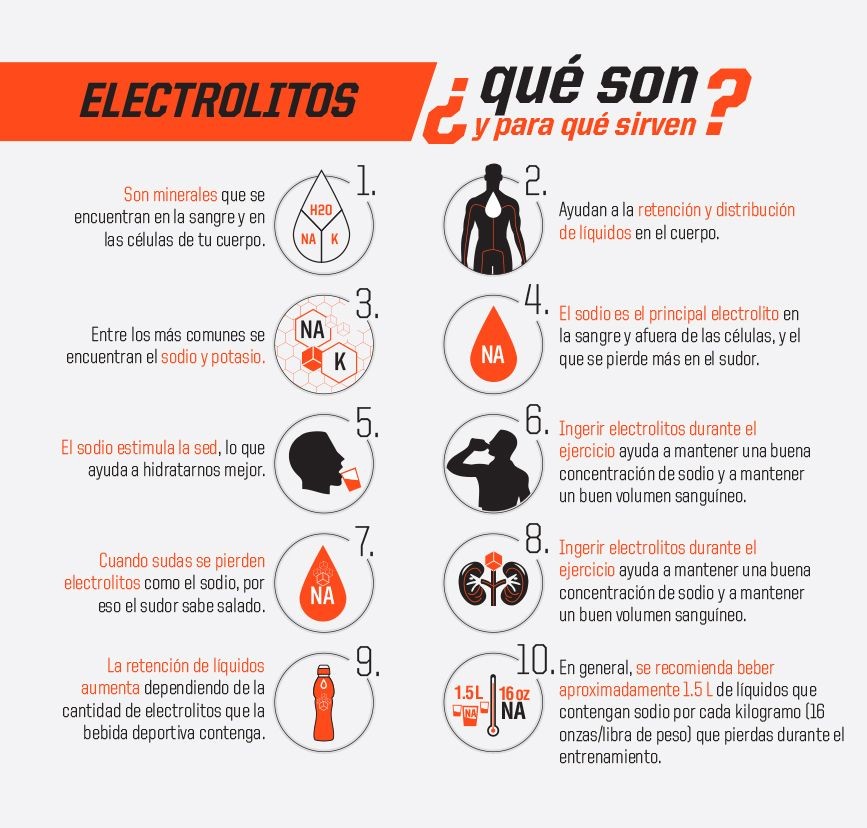 ELECTROLITOS
¿qué son
y para qué sirven?
1.
Son minerales que se
encuentran en la sangre y en
las células de tu cuerpo.
H2O
NA K
2.
Ayudan a la retención y distribución
de líquidos en el cuerpo.
3.
Entre los más comunes se
encuentran el sodio y potasio.
NA
K
4.
El sodio es el principal electrolito en
la sangre y afuera de las células, y el
que se pierde más en el sudor.
NA
5.
El sodio estimula la sed, lo que
ayuda a hidratarnos mejor.
6.
Ingerir electrolitos durante el
ejercicio ayuda a mantener una buena
concentración de sodio y a mantener
un buen volumen sanguíneo.
7.
Cuando sudas se pierden
electrolitos como el sodio, por
eso el sudor sabe salado.
NA
8.
Ingerir electrolitos durante el
ejercicio ayuda a mantener una buena
concentración de sodio y a mantener
un buen volumen sanguíneo.
9.
La retención de líquidos
aumenta dependiendo de la
cantidad de electrolitos que la
bebida deportiva contenga.
10.
1.5 L 16 oz
NA NA
En general, se recomienda beber
aproximadamente 1.5 L de líquidos que
contengan sodio por cada kilogramo (16
onzas/libra de peso) que pierdas durante el
entrenamiento.